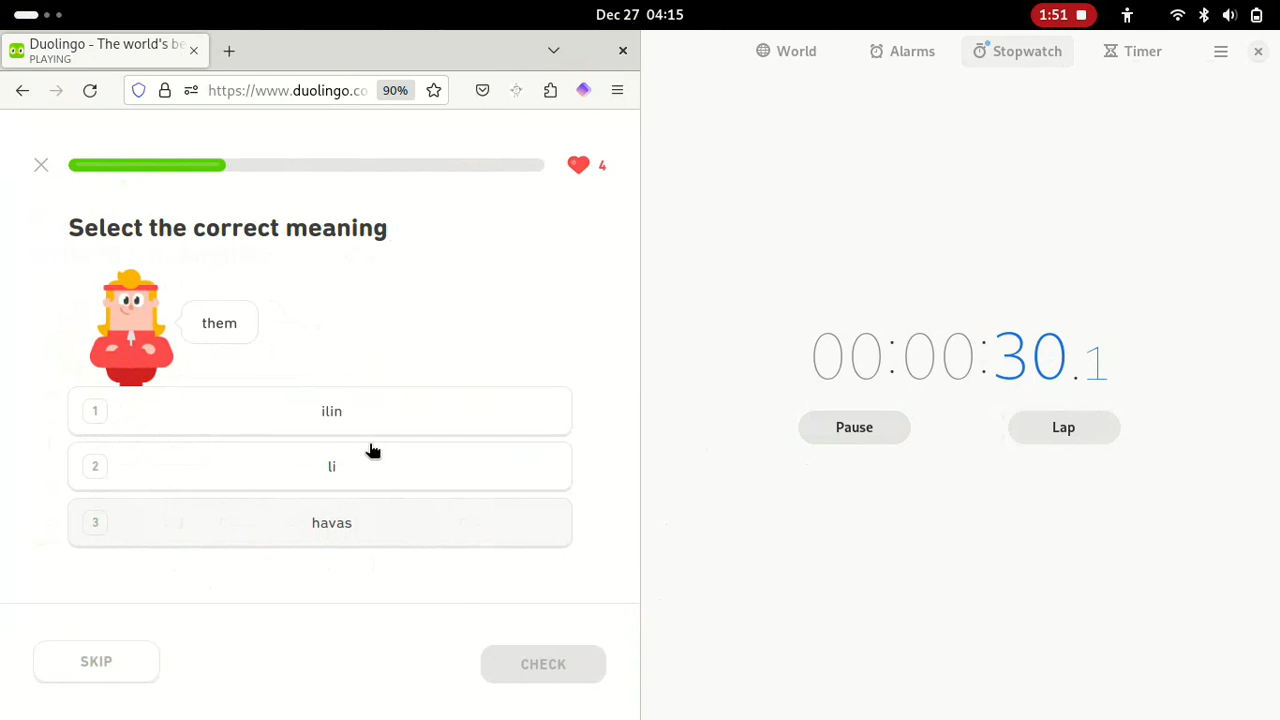 Dec 27 04:15
1:51
Duolingo - The world's be
PLAYING
https://www.duolingo.co
90%
4
Select the correct meaning
them
1 ilin
2 li
3 havas
SKIP
CHECK
World
Alarms
Stopwatch
Timer
00:00:30.1
Pause
Lap